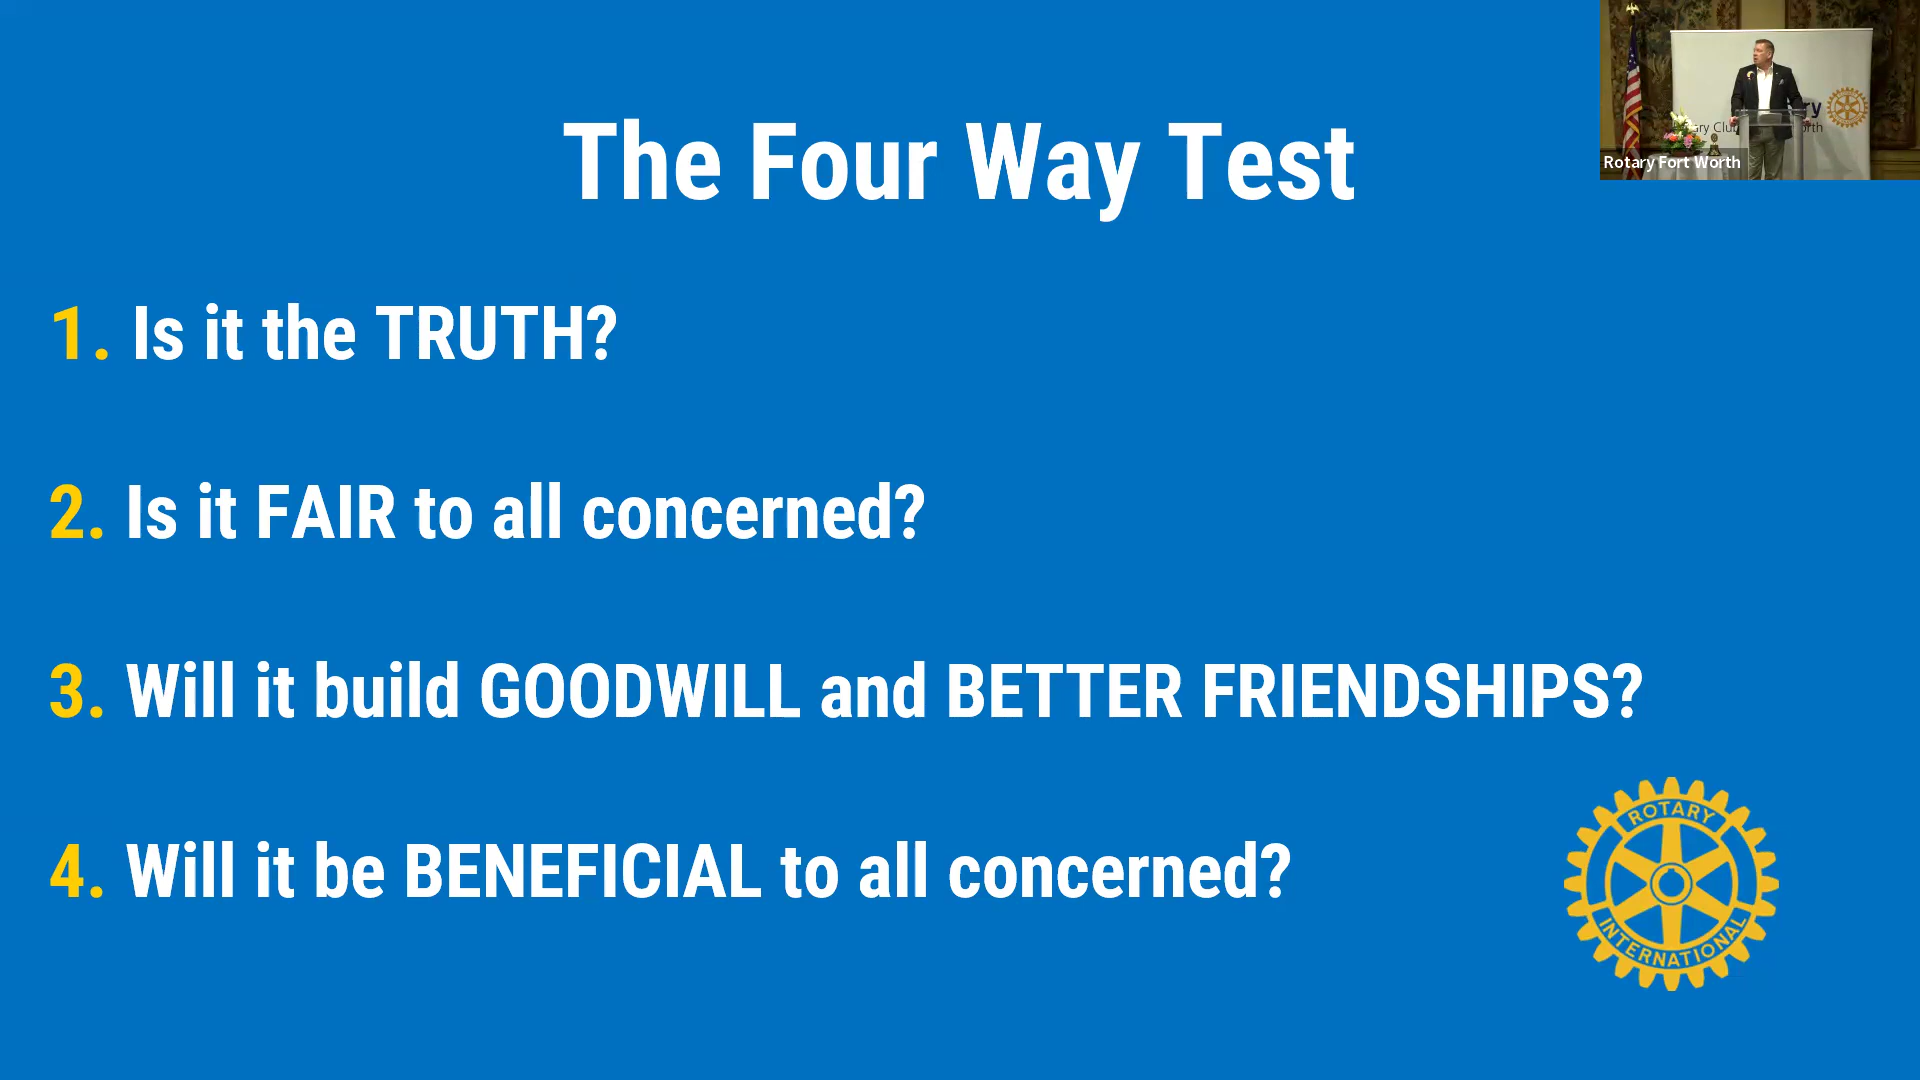 The Four Way Test
1. Is it the TRUTH?
2. Is it FAIR to all concerned?
3. Will it build GOODWILL and BETTER FRIENDSHIPS?
4. Will it be BENEFICIAL to all concerned?
ROTARY
INTERNATIONAL
Rotary Fort Worth